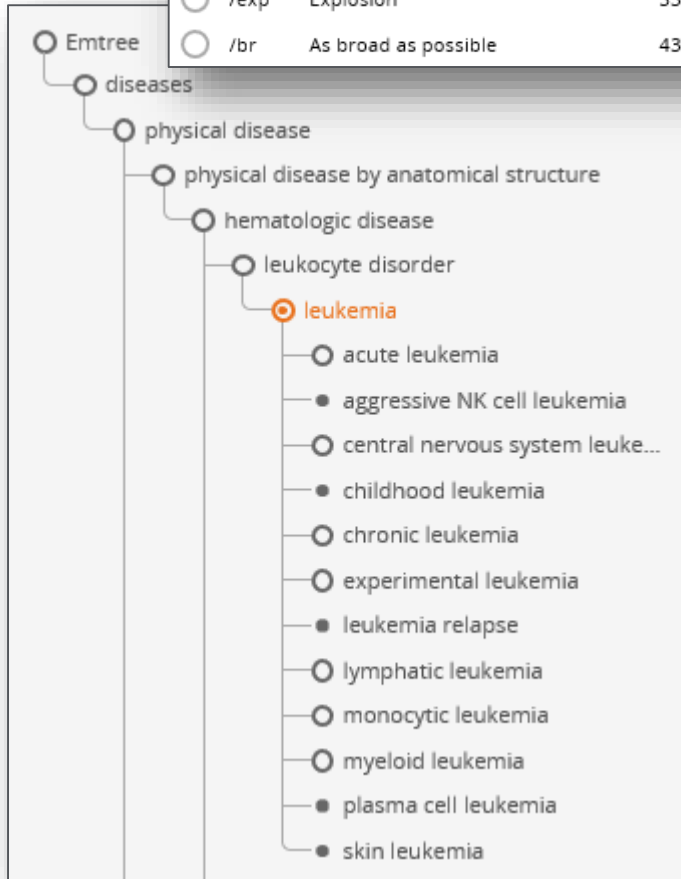 /exp Explosion
/br As broad as possible 43
Emtree
diseases
physical disease
physical disease by anatomical structure
hematologic disease
leukocyte disorder
leukemia
acute leukemia
aggressive NK cell leukemia
central nervous system leuke...
childhood leukemia
chronic leukemia
experimental leukemia
leukemia relapse
lymphatic leukemia
monocytic leukemia
myeloid leukemia
plasma cell leukemia
skin leukemia